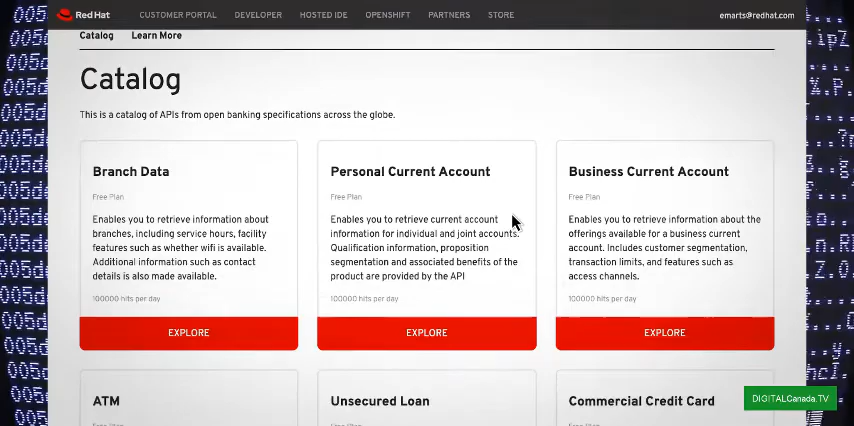 Red Hat CUSTOMER PORTAL DEVELOPER HOSTED IDE OPENSHIFT PARTNERS STORE emarts@redhat.com
Catalog Learn More
Catalog
This is a catalog of APIs from open banking specifications across the globe.
Branch Data
Free Plan
Enables you to retrieve information about
branches, including service hours, facility
features such as whether wifi is available.
Additional information such as contact
details is also made available.
100000 hits per day
EXPLORE
Personal Current Account
Free Plan
Enables you to retrieve current account
information for individual and joint accounts.
Qualification information, proposition
segmentation and associated benefits of the
product are provided by the API
100000 hits per day
EXPLORE
Business Current Account
Free Plan
Enables you to retrieve information about the
offerings available for a business current
account. Includes customer segmentation,
transaction limits, and features such as
access channels.
100000 hits per day
EXPLORE
ATM
Unsecured Loan
Commercial Credit Card
DIGITALCanada.TV